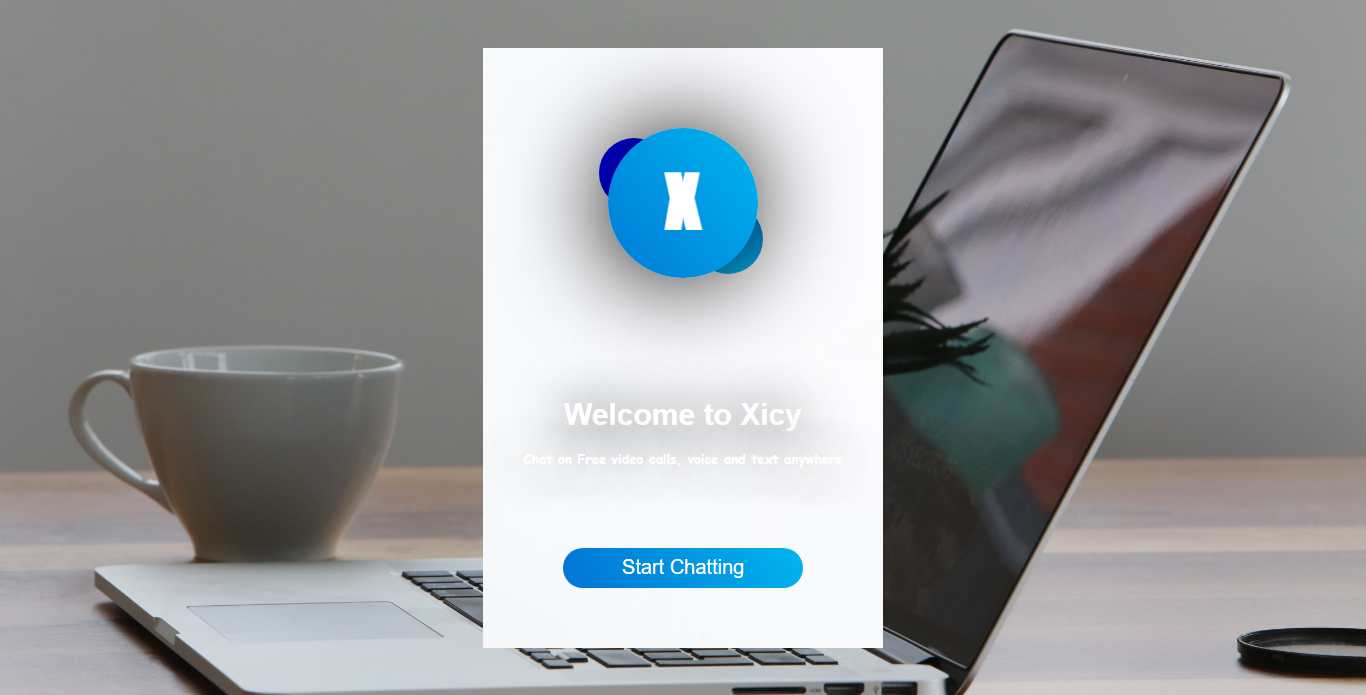 X
Welcome to Xicy
Chat on Free video calls, voice and text anywhere
Start Chatting